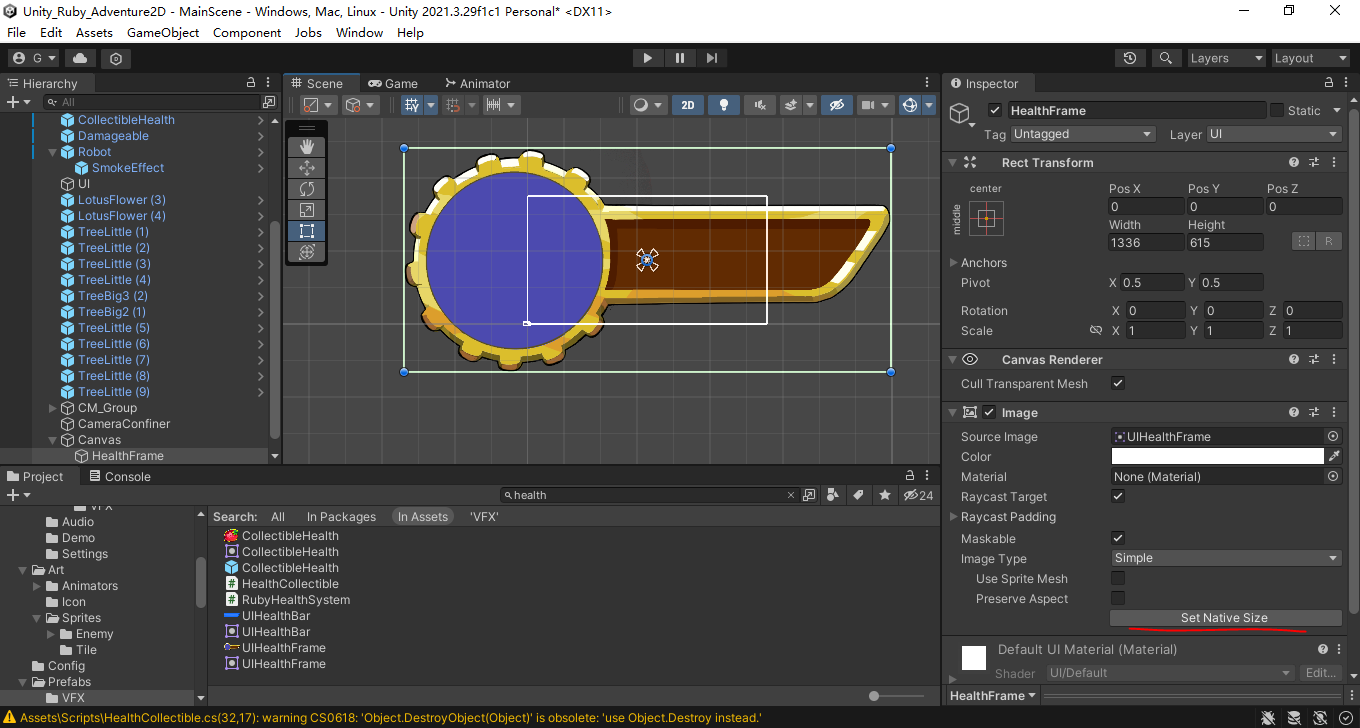 Unity_Ruby_Adventure2D - MainScene - Windows, Mac, Linux - Unity 2021.3.29f1c1 Personal* <DX11>
File Edit Assets GameObject Component Jobs Window Help
G Layers Layout
Hierarchy
All
CollectibleHealth
Damageable
Robot
SmokeEffect
UI
LotusFlower (3)
LotusFlower (4)
TreeLittle (1)
TreeLittle (2)
TreeLittle (3)
TreeLittle (4)
TreeBig3 (2)
TreeBig2 (1)
TreeLittle (5)
TreeLittle (6)
TreeLittle (7)
TreeLittle (8)
TreeLittle (9)
CM_Group
CameraConfiner
Canvas
HealthFrame
Scene Game Animator
2D
Inspector
HealthFrame Static
Tag Untagged Layer UI
Rect Transform
center
middle
Pos X Pos Y Pos Z
0 0 0
Width Height
1336 615
R
Anchors
Pivot X 0.5 Y 0.5
Rotation X 0 Y 0 Z 0
Scale X 1 Y 1 Z 1
Canvas Renderer
Cull Transparent Mesh
Image
Source Image UIHealthFrame
Color
Material None (Material)
Raycast Target
Raycast Padding
Maskable
Image Type Simple
Use Sprite Mesh
Preserve Aspect
Set Native Size
Default UI Material (Material)
Shader UI/Default Edit...
HealthFrame
Project Console
health 24
VFX
Audio
Demo
Settings
Art
Animators
Icon
Sprites
Enemy
Tile
Config
Prefabs
VFX
Search: All In Packages In Assets 'VFX'
CollectibleHealth
CollectibleHealth
CollectibleHealth
HealthCollectible
RubyHealthSystem
UIHealthBar
UIHealthBar
UIHealthFrame
UIHealthFrame
Assets\Scripts\HealthCollectible.cs(32,17): warning CS0618: 'Object.DestroyObject(Object)' is obsolete: 'use Object.Destroy instead.'